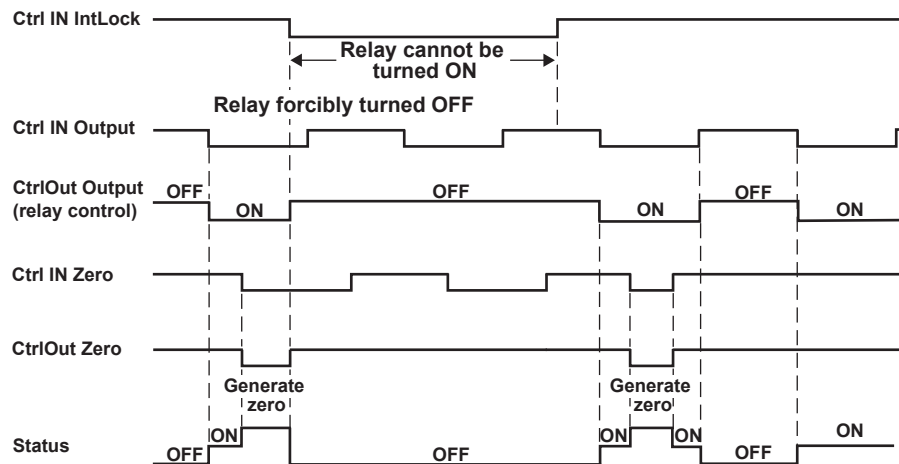 Ctrl IN IntLock
Relay cannot be
turned ON
Relay forcibly turned OFF
Ctrl IN Output
CtrlOut Output
(relay control)
OFF
ON
OFF
ON
OFF
ON
Ctrl IN Zero
CtrlOut Zero
Generate
zero
Generate
zero
Status
OFF
ON
OFF
ON
ON
OFF
ON